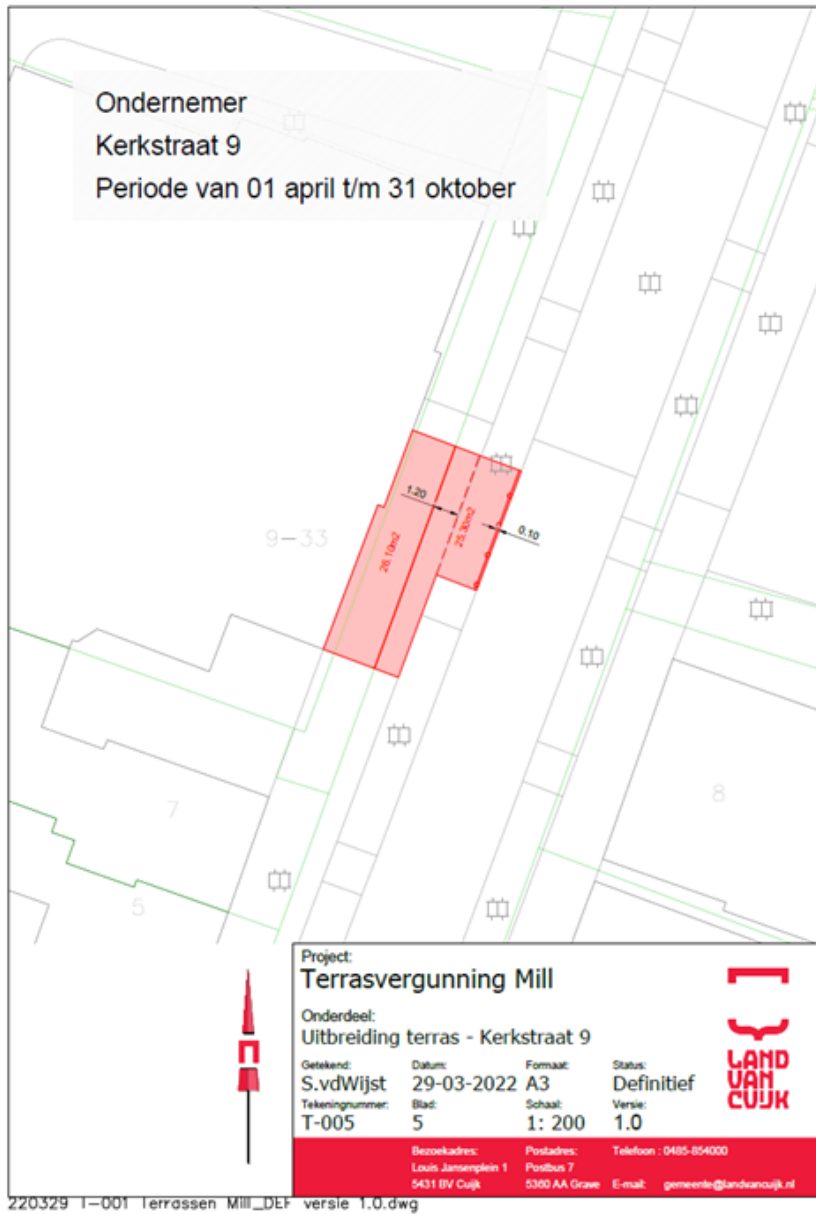 Ondernemer
Kerkstraat 9
Periode van 01 april t/m 31 oktober
1.20
25.30m2
0.10
26.10m2
9-33
7
8
5
Project:
Terrasvergunning Mill
Onderdeel:
Uitbreiding terras - Kerkstraat 9
Getekend: Datum: Formaat: Status:
S.vdWijst 29-03-2022 A3 Definitief
Tekeningnummer: Blad: Schaal: Versie:
T-005 5 1: 200 1.0
LAND
VAN
CUIJK
Bezoekadres: Postadres: Telefoon : 0485-854000
Louis Jansenplein 1 Postbus 7
5431 BV Cuijk 5360 AA Grave E-mail: gemeente@landvancuijk.nl
220329 T-001 Terrassen Mill_DEF versie 1.0.dwg